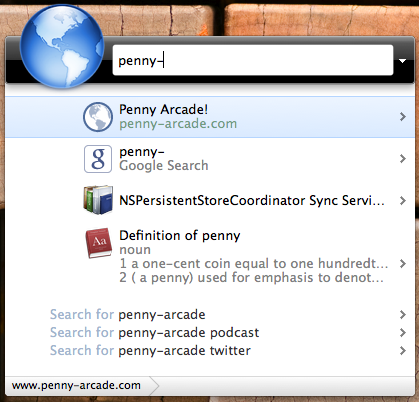 penny-
Penny Arcade!
penny-arcade.com
g
penny-
Google Search
NSPersistentStoreCoordinator Sync Servi...
Aa
Definition of penny
noun
1 a one-cent coin equal to one hundredt...
2 ( a penny) used for emphasis to denot...
Search for penny-arcade
Search for penny-arcade podcast
Search for penny-arcade twitter
www.penny-arcade.com